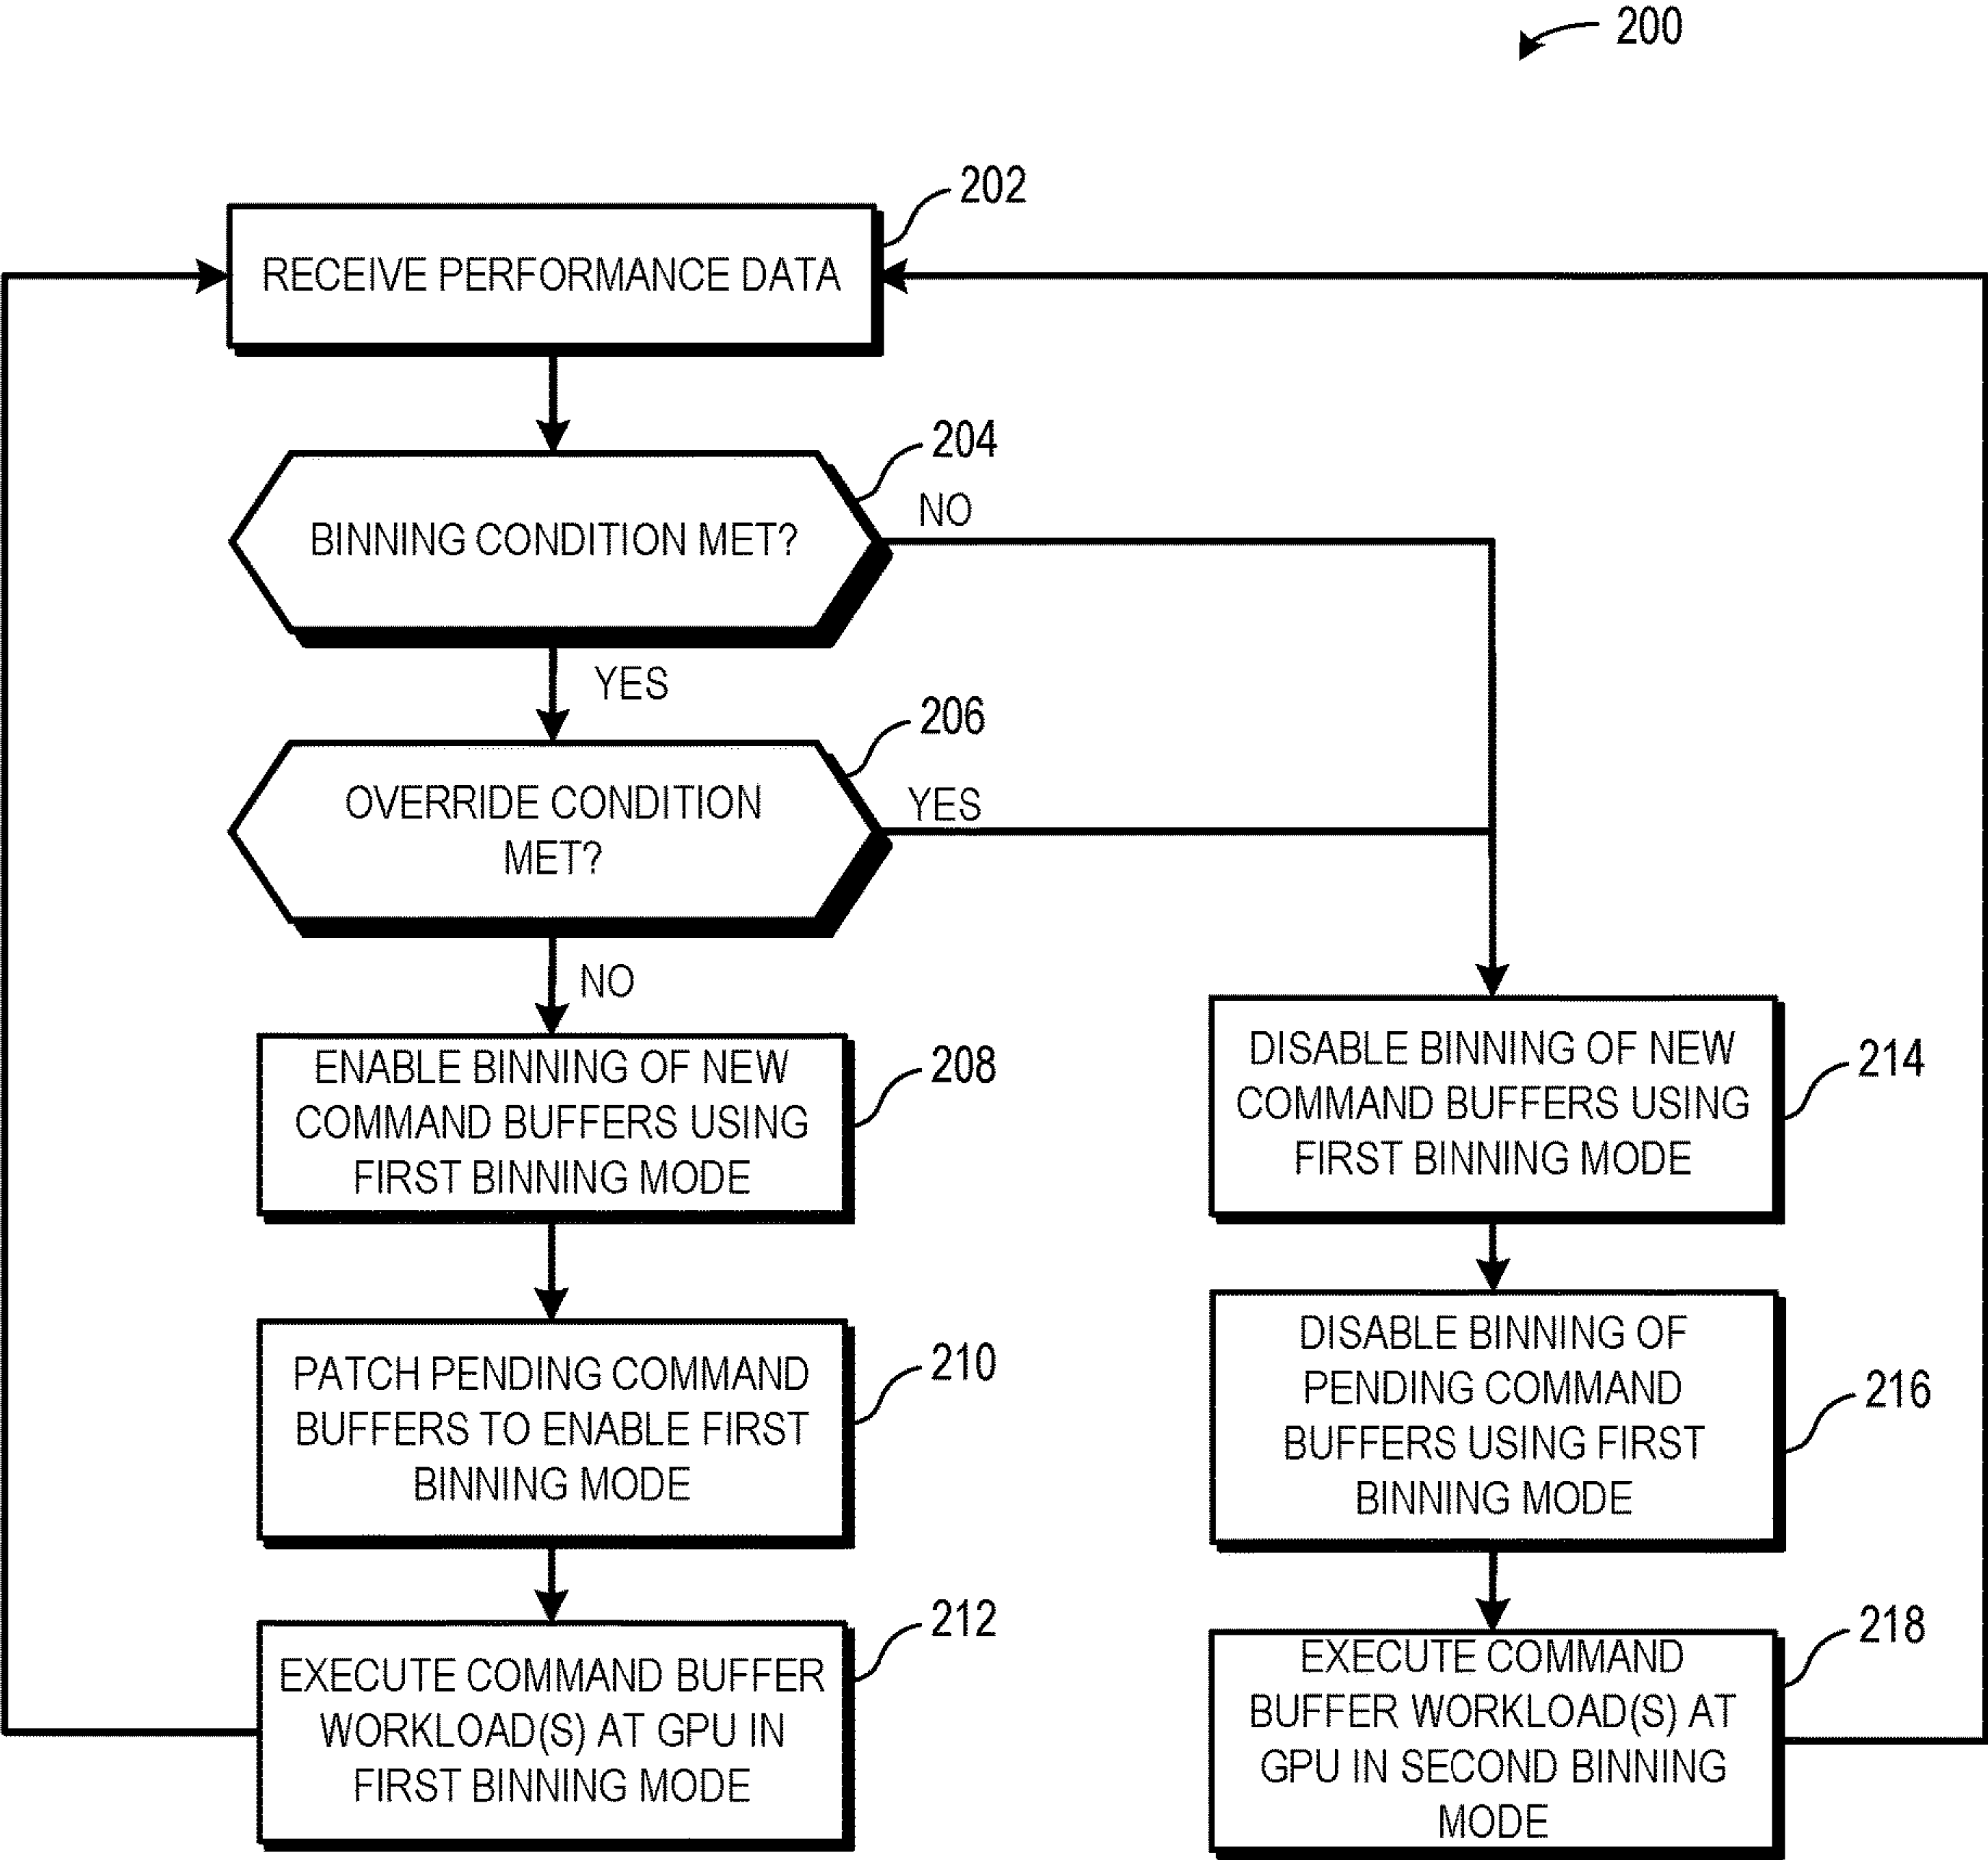 200
202
RECEIVE PERFORMANCE DATA
204
BINNING CONDITION MET?
NO
YES
206
OVERRIDE CONDITION
MET?
YES
NO
208
ENABLE BINNING OF NEW
COMMAND BUFFERS USING
FIRST BINNING MODE
210
PATCH PENDING COMMAND
BUFFERS TO ENABLE FIRST
BINNING MODE
212
EXECUTE COMMAND BUFFER
WORKLOAD(S) AT GPU IN
FIRST BINNING MODE
214
DISABLE BINNING OF NEW
COMMAND BUFFERS USING
FIRST BINNING MODE
216
DISABLE BINNING OF
PENDING COMMAND
BUFFERS USING FIRST
BINNING MODE
218
EXECUTE COMMAND
BUFFER WORKLOAD(S) AT
GPU IN SECOND BINNING
MODE